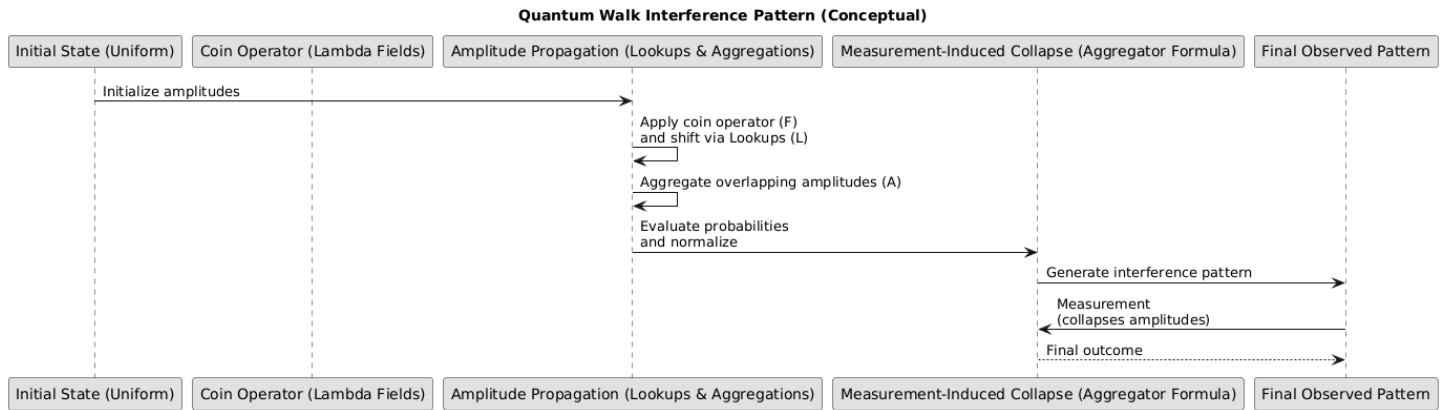 Quantum Walk Interference Pattern (Conceptual)
Initial State (Uniform)
Coin Operator (Lambda Fields)
Amplitude Propagation (Lookups & Aggregations)
Measurement-Induced Collapse (Aggregator Formula)
Final Observed Pattern
Initialize amplitudes
Apply coin operator (F)
and shift via Lookups (L)
Aggregate overlapping amplitudes (A)
Evaluate probabilities
and normalize
Generate interference pattern
Measurement
(collapses amplitudes)
Final outcome
Initial State (Uniform)
Coin Operator (Lambda Fields)
Amplitude Propagation (Lookups & Aggregations)
Measurement-Induced Collapse (Aggregator Formula)
Final Observed Pattern